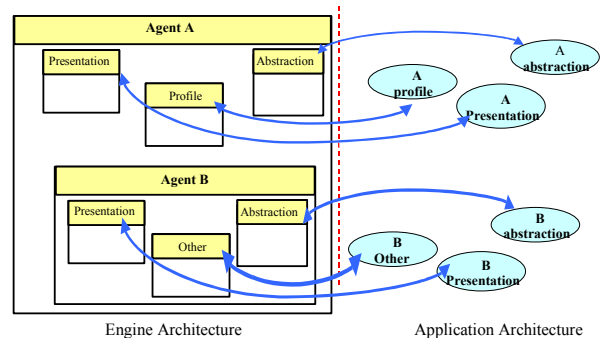 Agent A
Presentation
Abstraction
Profile
A
abstraction
A
profile
A
Presentation
Agent B
Presentation
Abstraction
Other
B
abstraction
B
Other
B
Presentation
Engine Architecture
Application Architecture